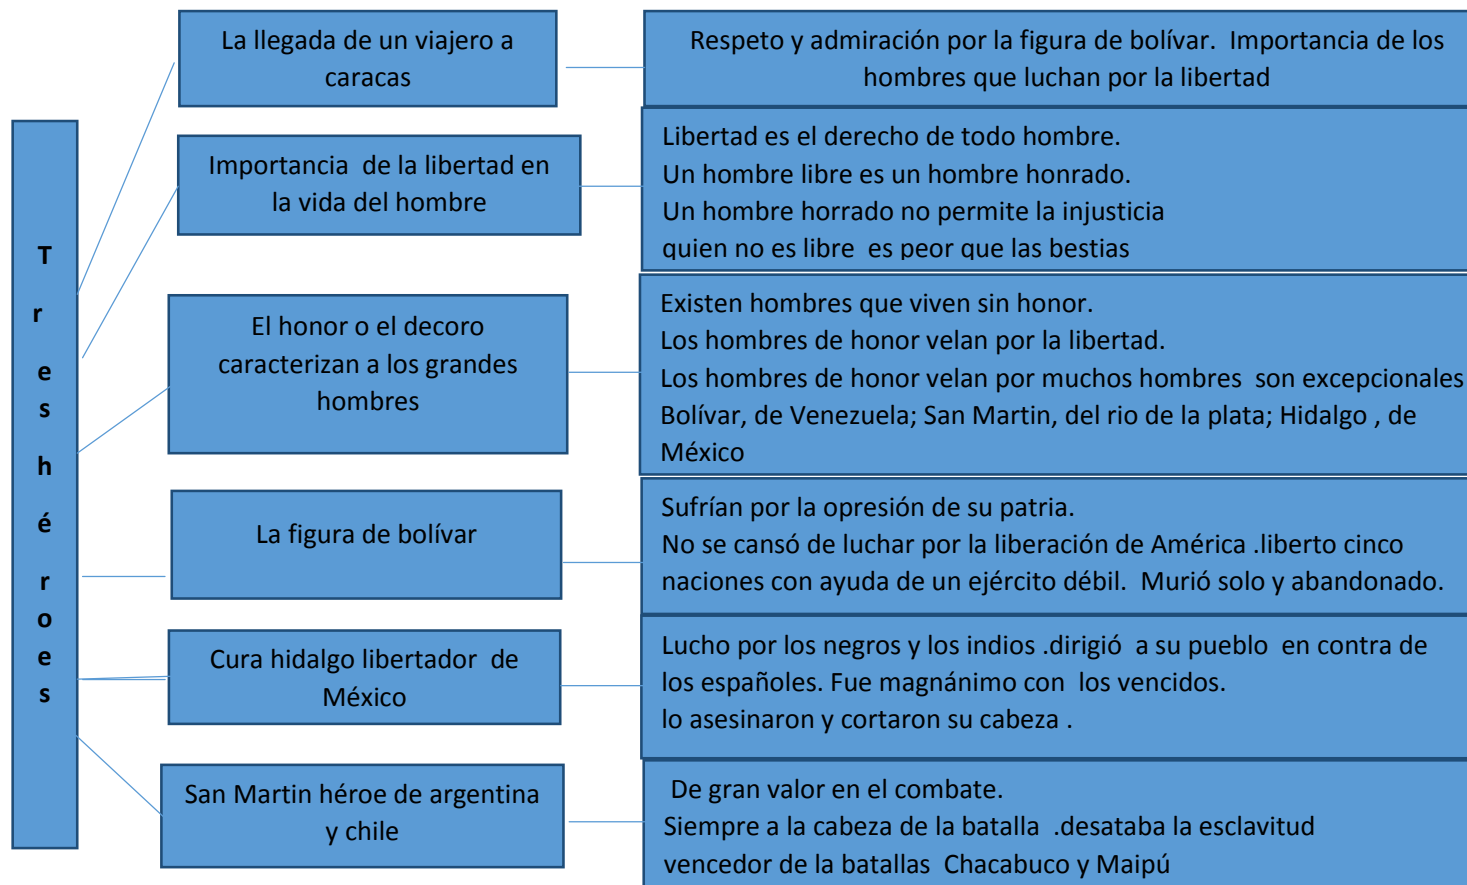 T
r
e
s
h
é
r
o
e
s
La llegada de un viajero a
caracas
Respeto y admiración por la figura de bolívar.  Importancia de los
hombres que luchan por la libertad
Importancia  de la libertad en
la vida del hombre
Libertad es el derecho de todo hombre.
Un hombre libre es un hombre honrado.
Un hombre horrado no permite la injusticia
quien no es libre  es peor que las bestias
El honor o el decoro
caracterizan a los grandes
hombres
Existen hombres que viven sin honor.
Los hombres de honor velan por la libertad.
Los hombres de honor velan por muchos hombres  son excepcionales
Bolívar, de Venezuela; San Martin, del rio de la plata; Hidalgo , de
México
La figura de bolívar
Sufrían por la opresión de su patria.
No se cansó de luchar por la liberación de América .liberto cinco
naciones con ayuda de un ejército débil.  Murió solo y abandonado.
Cura hidalgo libertador  de
México
Lucho por los negros y los indios .dirigió  a su pueblo  en contra de
los españoles. Fue magnánimo con  los vencidos.
lo asesinaron y cortaron su cabeza .
San Martin héroe de argentina
y chile
De gran valor en el combate.
Siempre a la cabeza de la batalla  .desataba la esclavitud
vencedor de la batallas  Chacabuco y Maipú